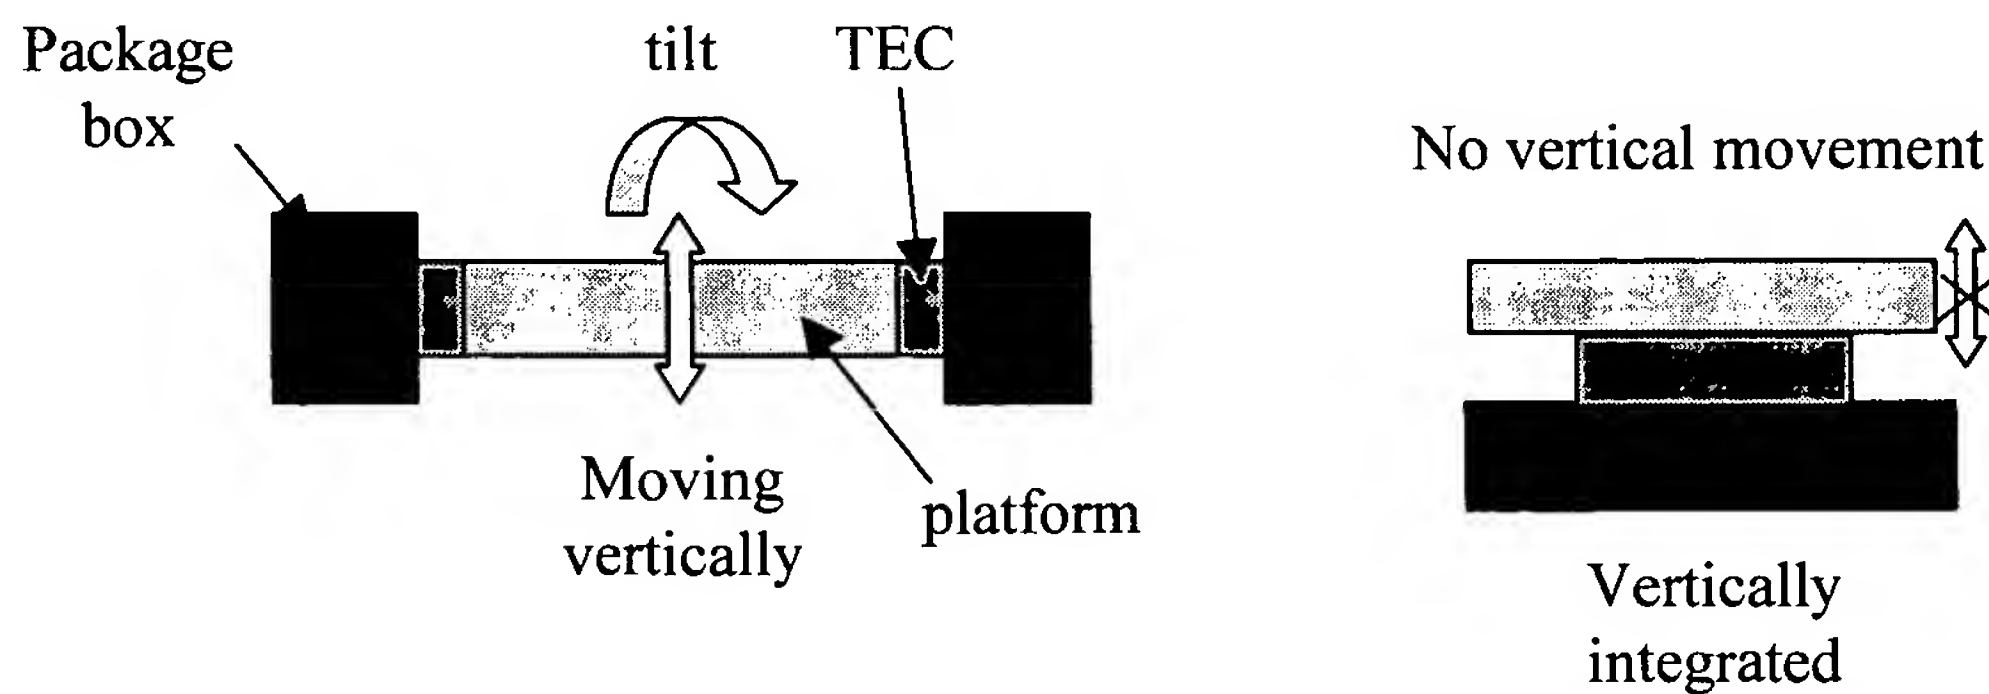 Package
box
tilt
TEC
No vertical movement
Moving
vertically
platform
Vertically
integrated